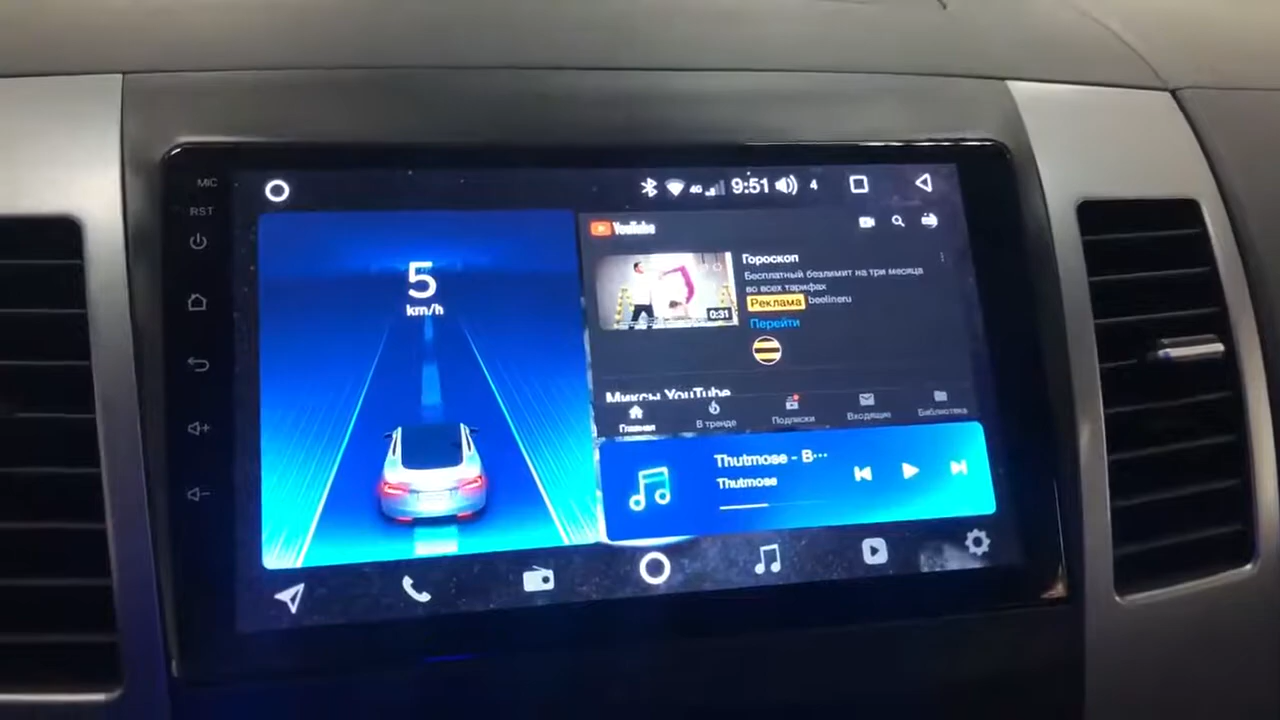 MIC
RST
4G
9:51
4
5
km/h
YouTube
0:31
Гороскоп
Бесплатный безлимит на три месяца
во всех тарифах
Реклама beelineru
Перейти
Миксы YouTube
Главная
В тренде
Подписки
Входящие
Библиотека
Thutmose - B...
Thutmose